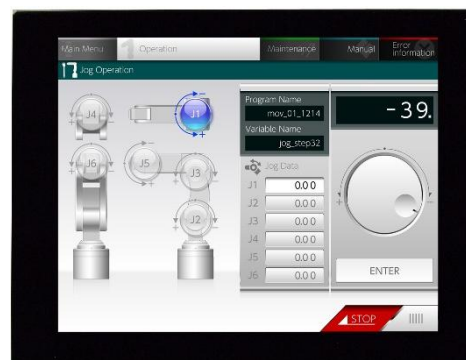 Main Menu
Operation
Maintenance
Manual
Error
information
Jog Operation
J4
J1
J6
J5
J3
J2
Program Name
mov_01_1214
Variable Name
jog_step32
Jog Data
J1 0.00
J2 0.00
J3 0.00
J4 0.00
J5 0.00
J6 0.00
-39.
ENTER
STOP